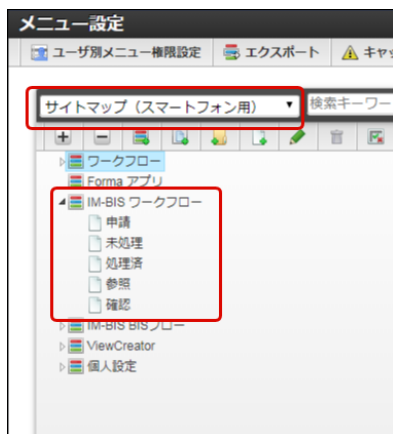 メニュー設定
ユーザ別メニュー権限設定 エクスポート キャッ
サイトマップ（スマートフォン用） 検索キーワー
ワークフロー
Forma アプリ
IM-BIS ワークフロー
申請
未処理
処理済
参照
確認
IM-BIS BISフロー
ViewCreator
個人設定